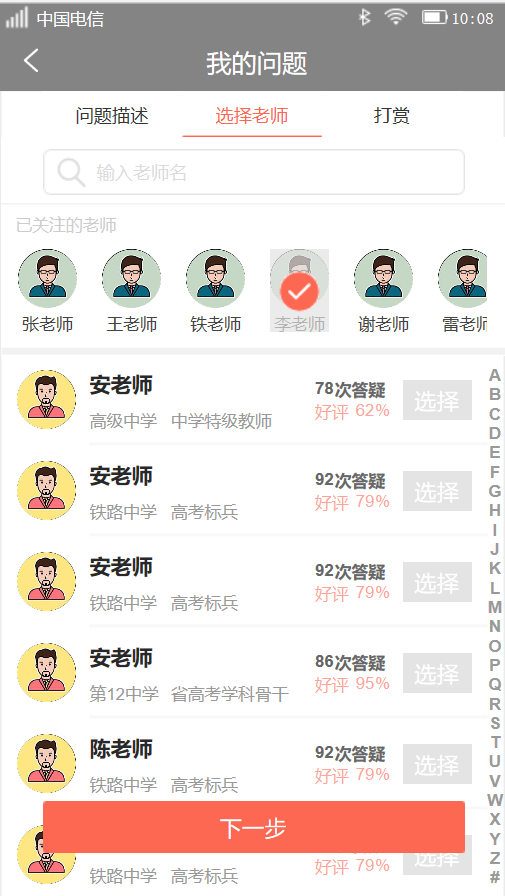 中国电信 10:08
我的问题
问题描述 选择老师 打赏
输入老师名
已关注的老师
张老师 王老师 铁老师 李老师 谢老师 雷老师
安老师 78次答疑 选择
高级中学 中学特级教师 好评 62%
安老师 92次答疑 选择
铁路中学 高考标兵 好评 79%
安老师 92次答疑 选择
铁路中学 高考标兵 好评 79%
安老师 86次答疑 选择
第12中学 省高考学科骨干 好评 95%
陈老师 92次答疑 选择
铁路中学 高考标兵 好评 79%
下一步
铁路中学 高考标兵 好评 79% 选择
A
B
C
D
E
F
G
H
I
J
K
L
M
N
O
P
Q
R
S
T
U
V
W
X
Y
Z
#